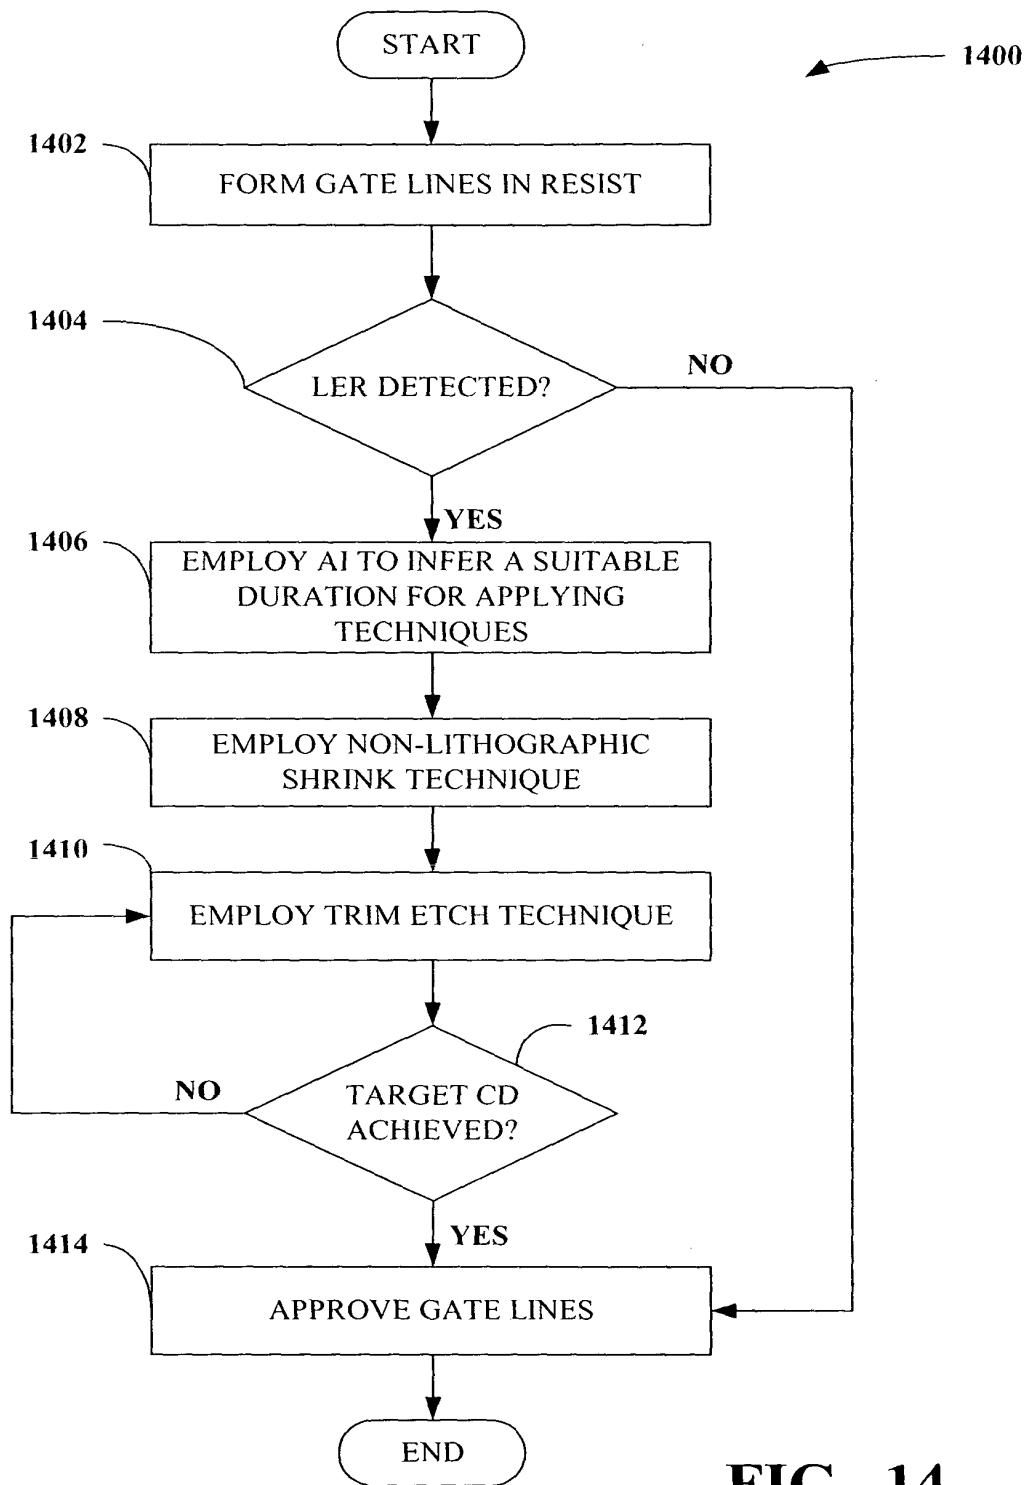 START
1400
1402
FORM GATE LINES IN RESIST
1404
LER DETECTED?
NO
YES
1406
EMPLOY AI TO INFER A SUITABLE
DURATION FOR APPLYING
TECHNIQUES
1408
EMPLOY NON-LITHOGRAPHIC
SHRINK TECHNIQUE
1410
EMPLOY TRIM ETCH TECHNIQUE
1412
NO
TARGET CD
ACHIEVED?
YES
1414
APPROVE GATE LINES
END
FIG. 14